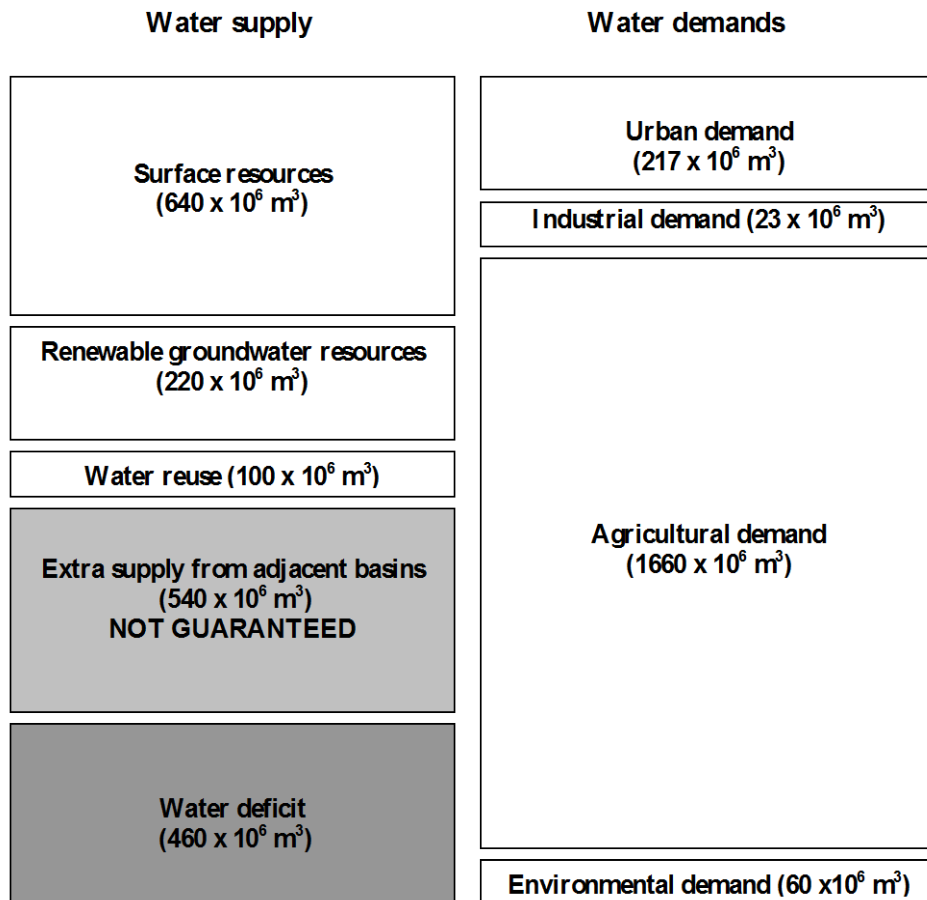 Water supply
Surface resources
(640 x 10⁶ m³)
Renewable groundwater resources
(220 x 10⁶ m³)
Water reuse (100 x 10⁶ m³)
Extra supply from adjacent basins
(540 x 10⁶ m³)
NOT GUARANTEED
Water deficit
(460 x 10⁶ m³)
Water demands
Urban demand
(217 x 10⁶ m³)
Industrial demand (23 x 10⁶ m³)
Agricultural demand
(1660 x 10⁶ m³)
Environmental demand (60 x10⁶ m³)